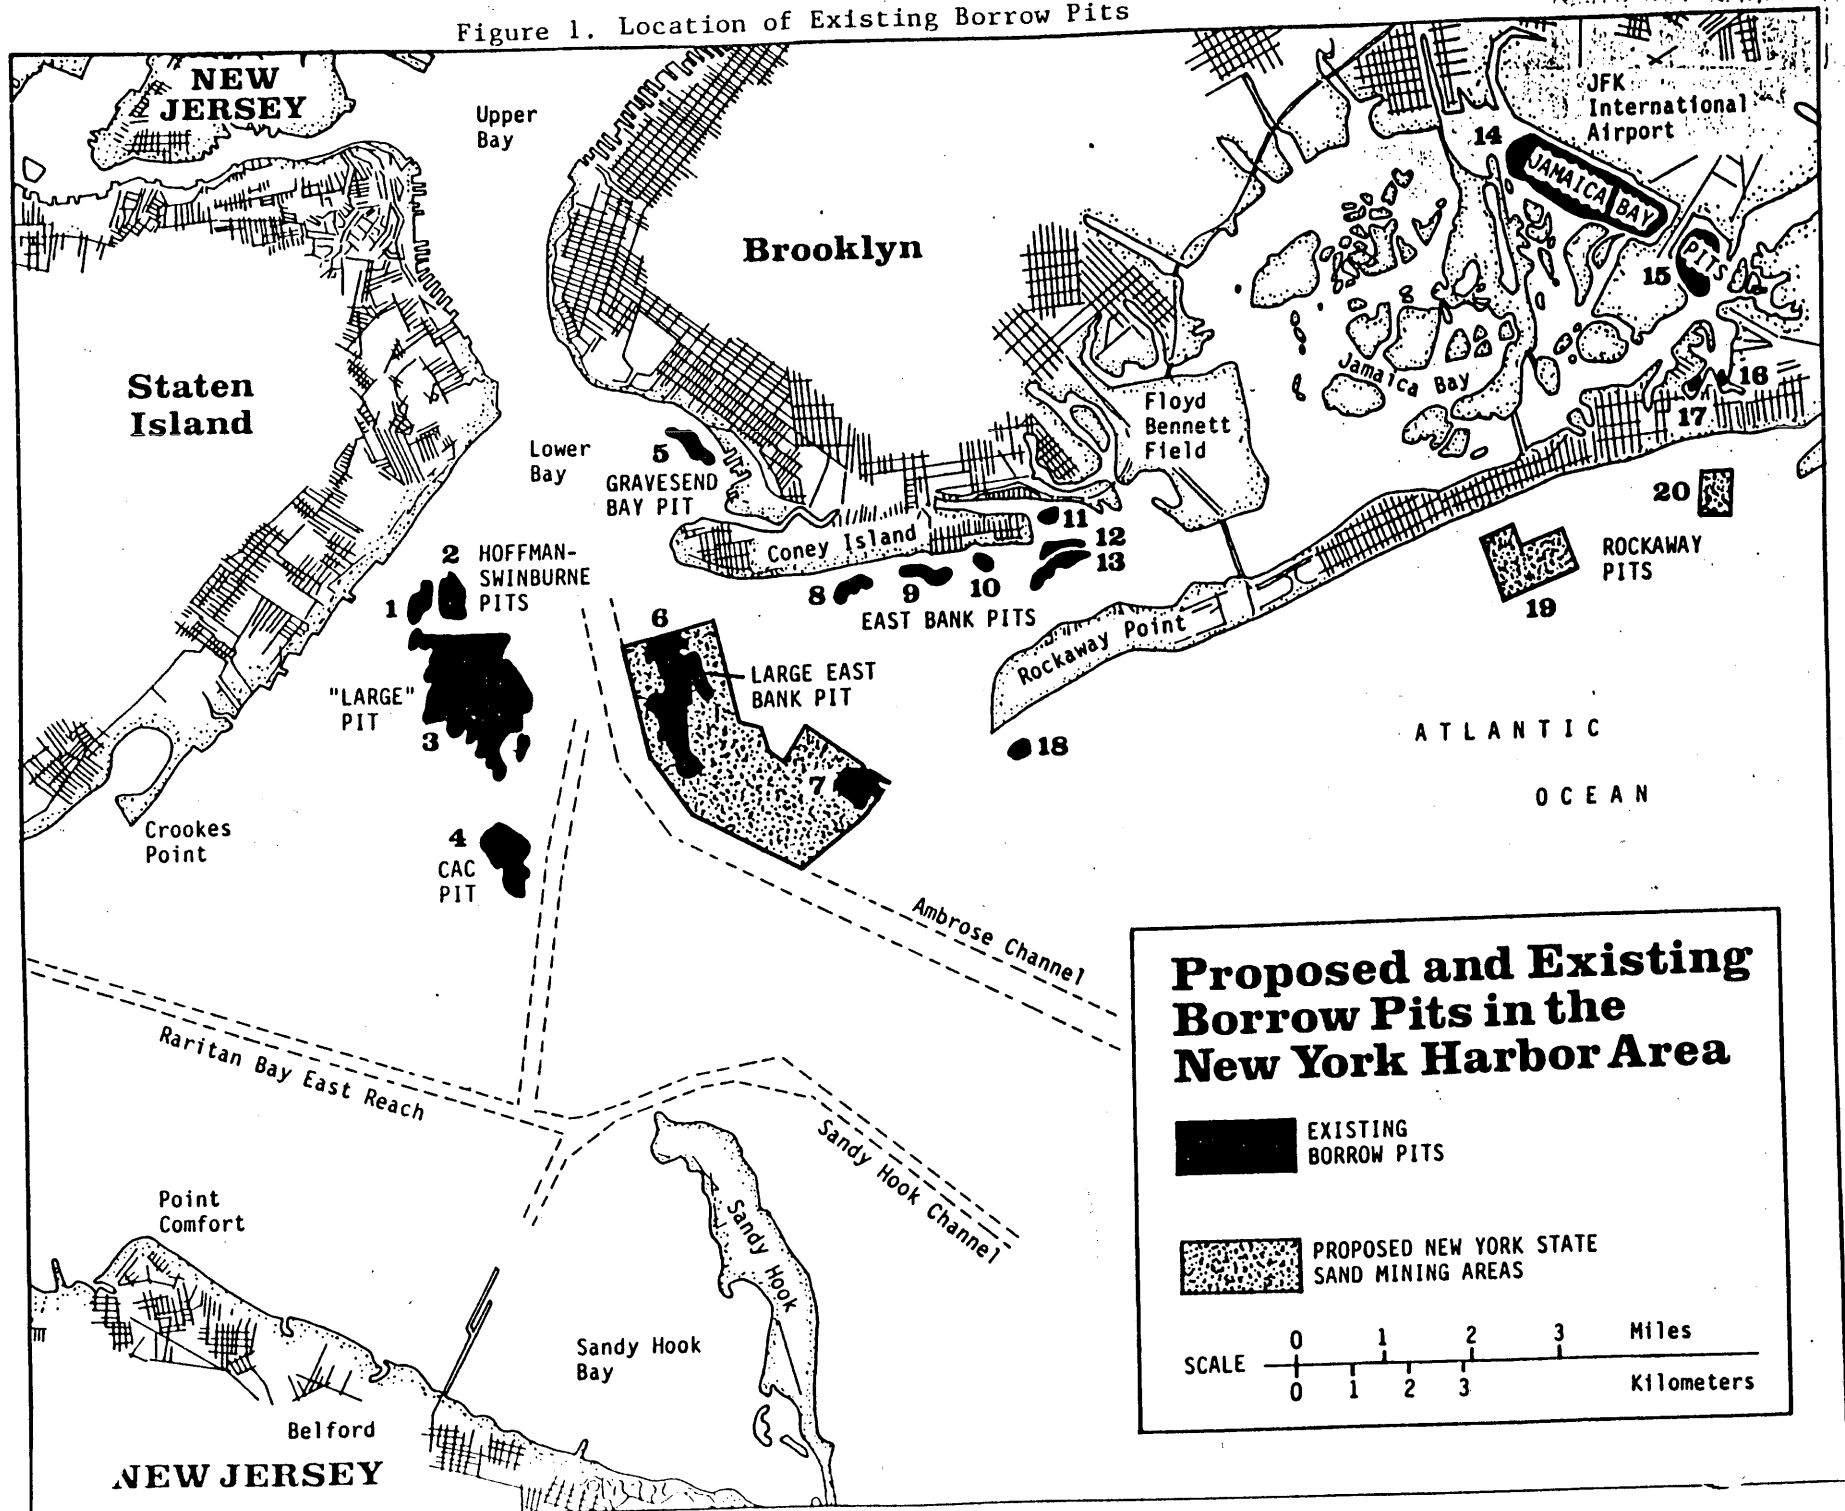 Figure 1. Location of Existing Borrow Pits
NEW
JERSEY
Upper
Bay
JFK
International
Airport
14
JAMAICA
BAY
PITS
15
Brooklyn
Staten
Island
Jamaica Bay
16
17
Floyd
Bennett
Field
Lower
Bay
5
GRAVESEND
BAY PIT
20
Coney Island
11
12
13
2
HOFFMAN-
SWINBURNE
PITS
1
8
9
10
EAST BANK PITS
ROCKAWAY
PITS
19
6
Rockaway Point
LARGE EAST
BANK PIT
"LARGE"
PIT
3
18
7
ATLANTIC
OCEAN
Crookes
Point
4
CAC
PIT
Ambrose Channel
Raritan Bay East Reach
Sandy Hook Channel
Point
Comfort
Sandy Hook
Sandy Hook
Bay
Belford
NEW JERSEY
Proposed and Existing
Borrow Pits in the
New York Harbor Area
EXISTING
BORROW PITS
PROPOSED NEW YORK STATE
SAND MINING AREAS
0 1 2 3 Miles
SCALE
0 1 2 3 Kilometers